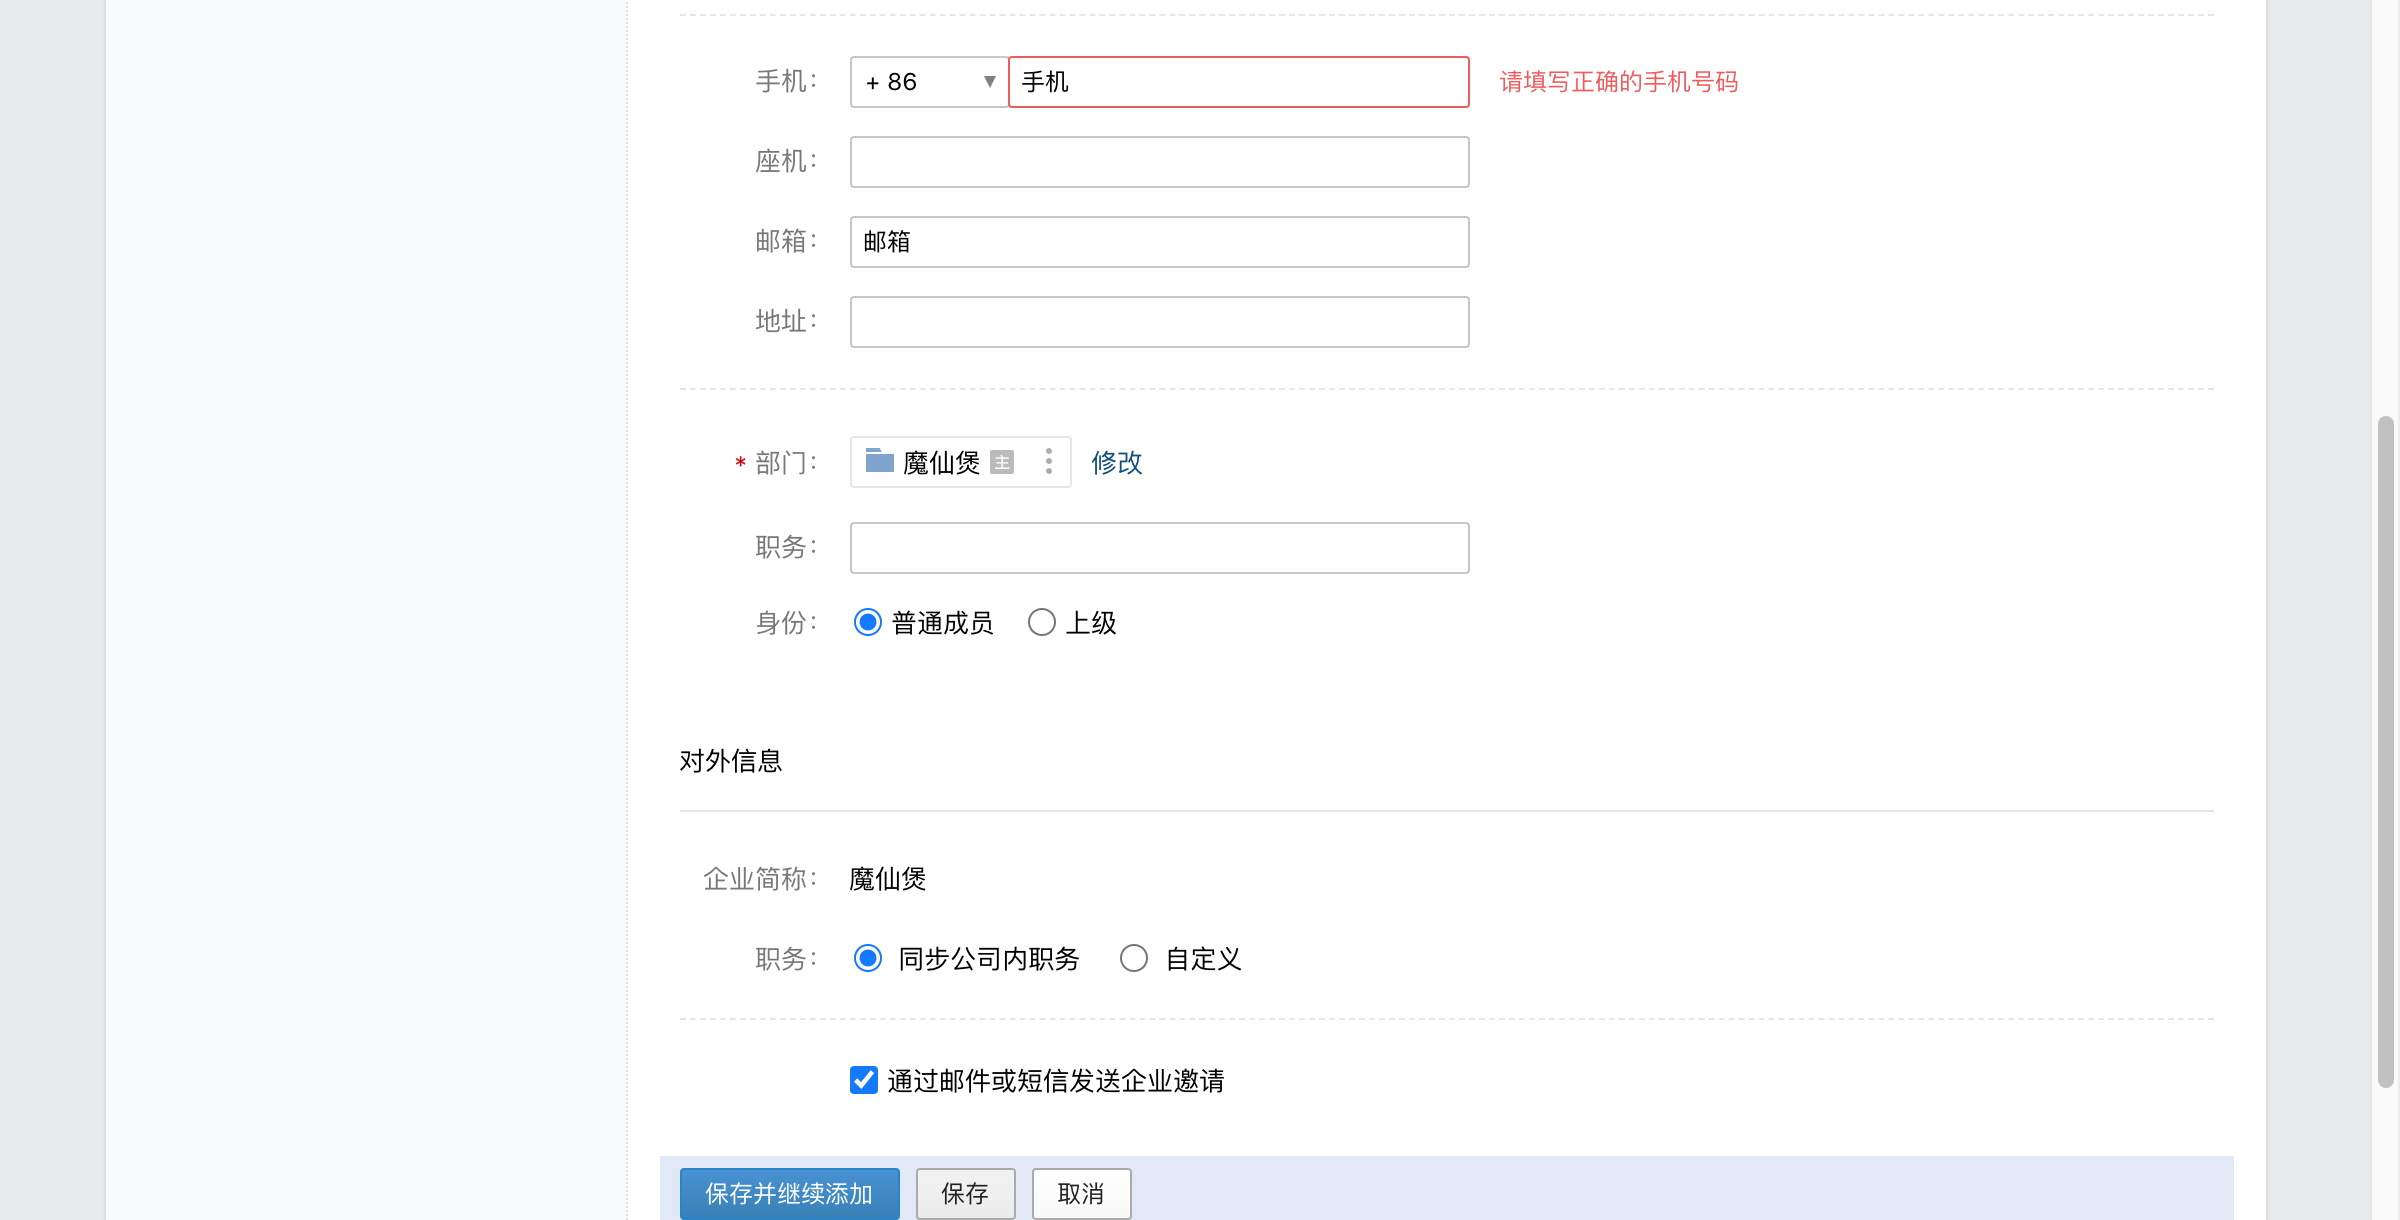 手机： + 86 ▼ 手机 请填写正确的手机号码
座机：
邮箱： 邮箱
地址：
* 部门： 魔仙煲 主 修改
职务：
身份： 普通成员 上级
对外信息
企业简称： 魔仙煲
职务： 同步公司内职务 自定义
通过邮件或短信发送企业邀请
保存并继续添加 保存 取消